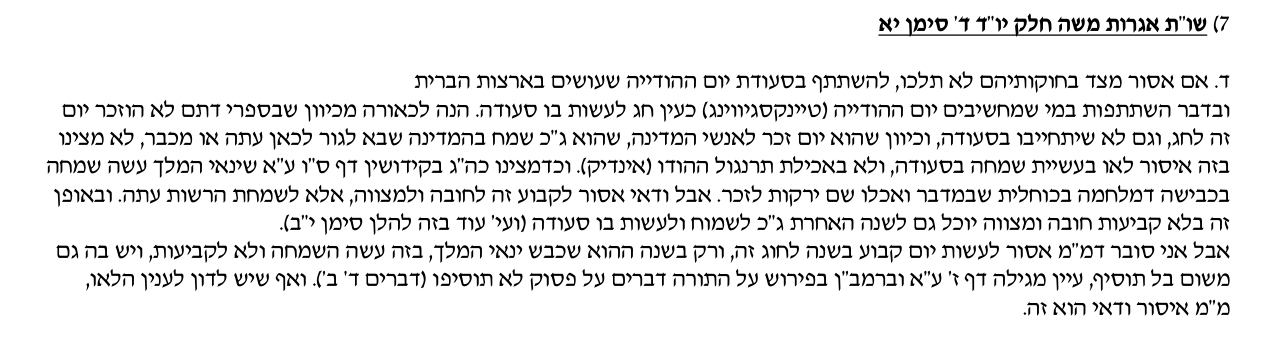 7) שו"ת אגרות משה חלק יו"ד ד' סימן יא
ד. אם אסור מצד בחוקותיהם לא תלכו, להשתתף בסעודת יום ההודייה שעושים בארצות הברית
ובדבר השתתפות במי שמחשיבים יום ההודייה (טיינקסגיווינג) כעין חג לעשות בו סעודה. הנה לכאורה מכיוון שבספרי דתם לא הוזכר יום
זה לחג, וגם לא שיתחייבו בסעודה, וכיוון שהוא יום זכר לאנשי המדינה, שהוא ג"כ שמח בהמדינה שבא לגור לכאן עתה או מכבר, לא מצינו
בזה איסור לאו בעשיית שמחה בסעודה, ולא באכילת תרנגול ההודו (אינדיק). וכדמצינו כה"ג בקידושין דף ס"ו ע"א שינאי המלך עשה שמחה
בכבישה דמלחמה בכוחלית שבמדבר ואכלו שם ירקות לזכר. אבל ודאי אסור לקבוע זה לחובה ולמצווה, אלא לשמחת הרשות עתה. ובאופן
זה בלא קביעות חובה ומצווה יוכל גם לשנה האחרת ג"כ לשמוח ולעשות בו סעודה (ועי' עוד בזה להלן סימן י"ב).
אבל אני סובר דמ"מ אסור לעשות יום קבוע בשנה לחוג זה, ורק בשנה ההוא שכבש ינאי המלך, בזה עשה השמחה ולא לקביעות, ויש בה גם
משום בל תוסיף, עיין מגילה דף ז' ע"א וברמב"ן בפירוש על התורה דברים על פסוק לא תוסיפו (דברים ד' ב'). ואף שיש לדון לענין הלאו,
מ"מ איסור ודאי הוא זה.